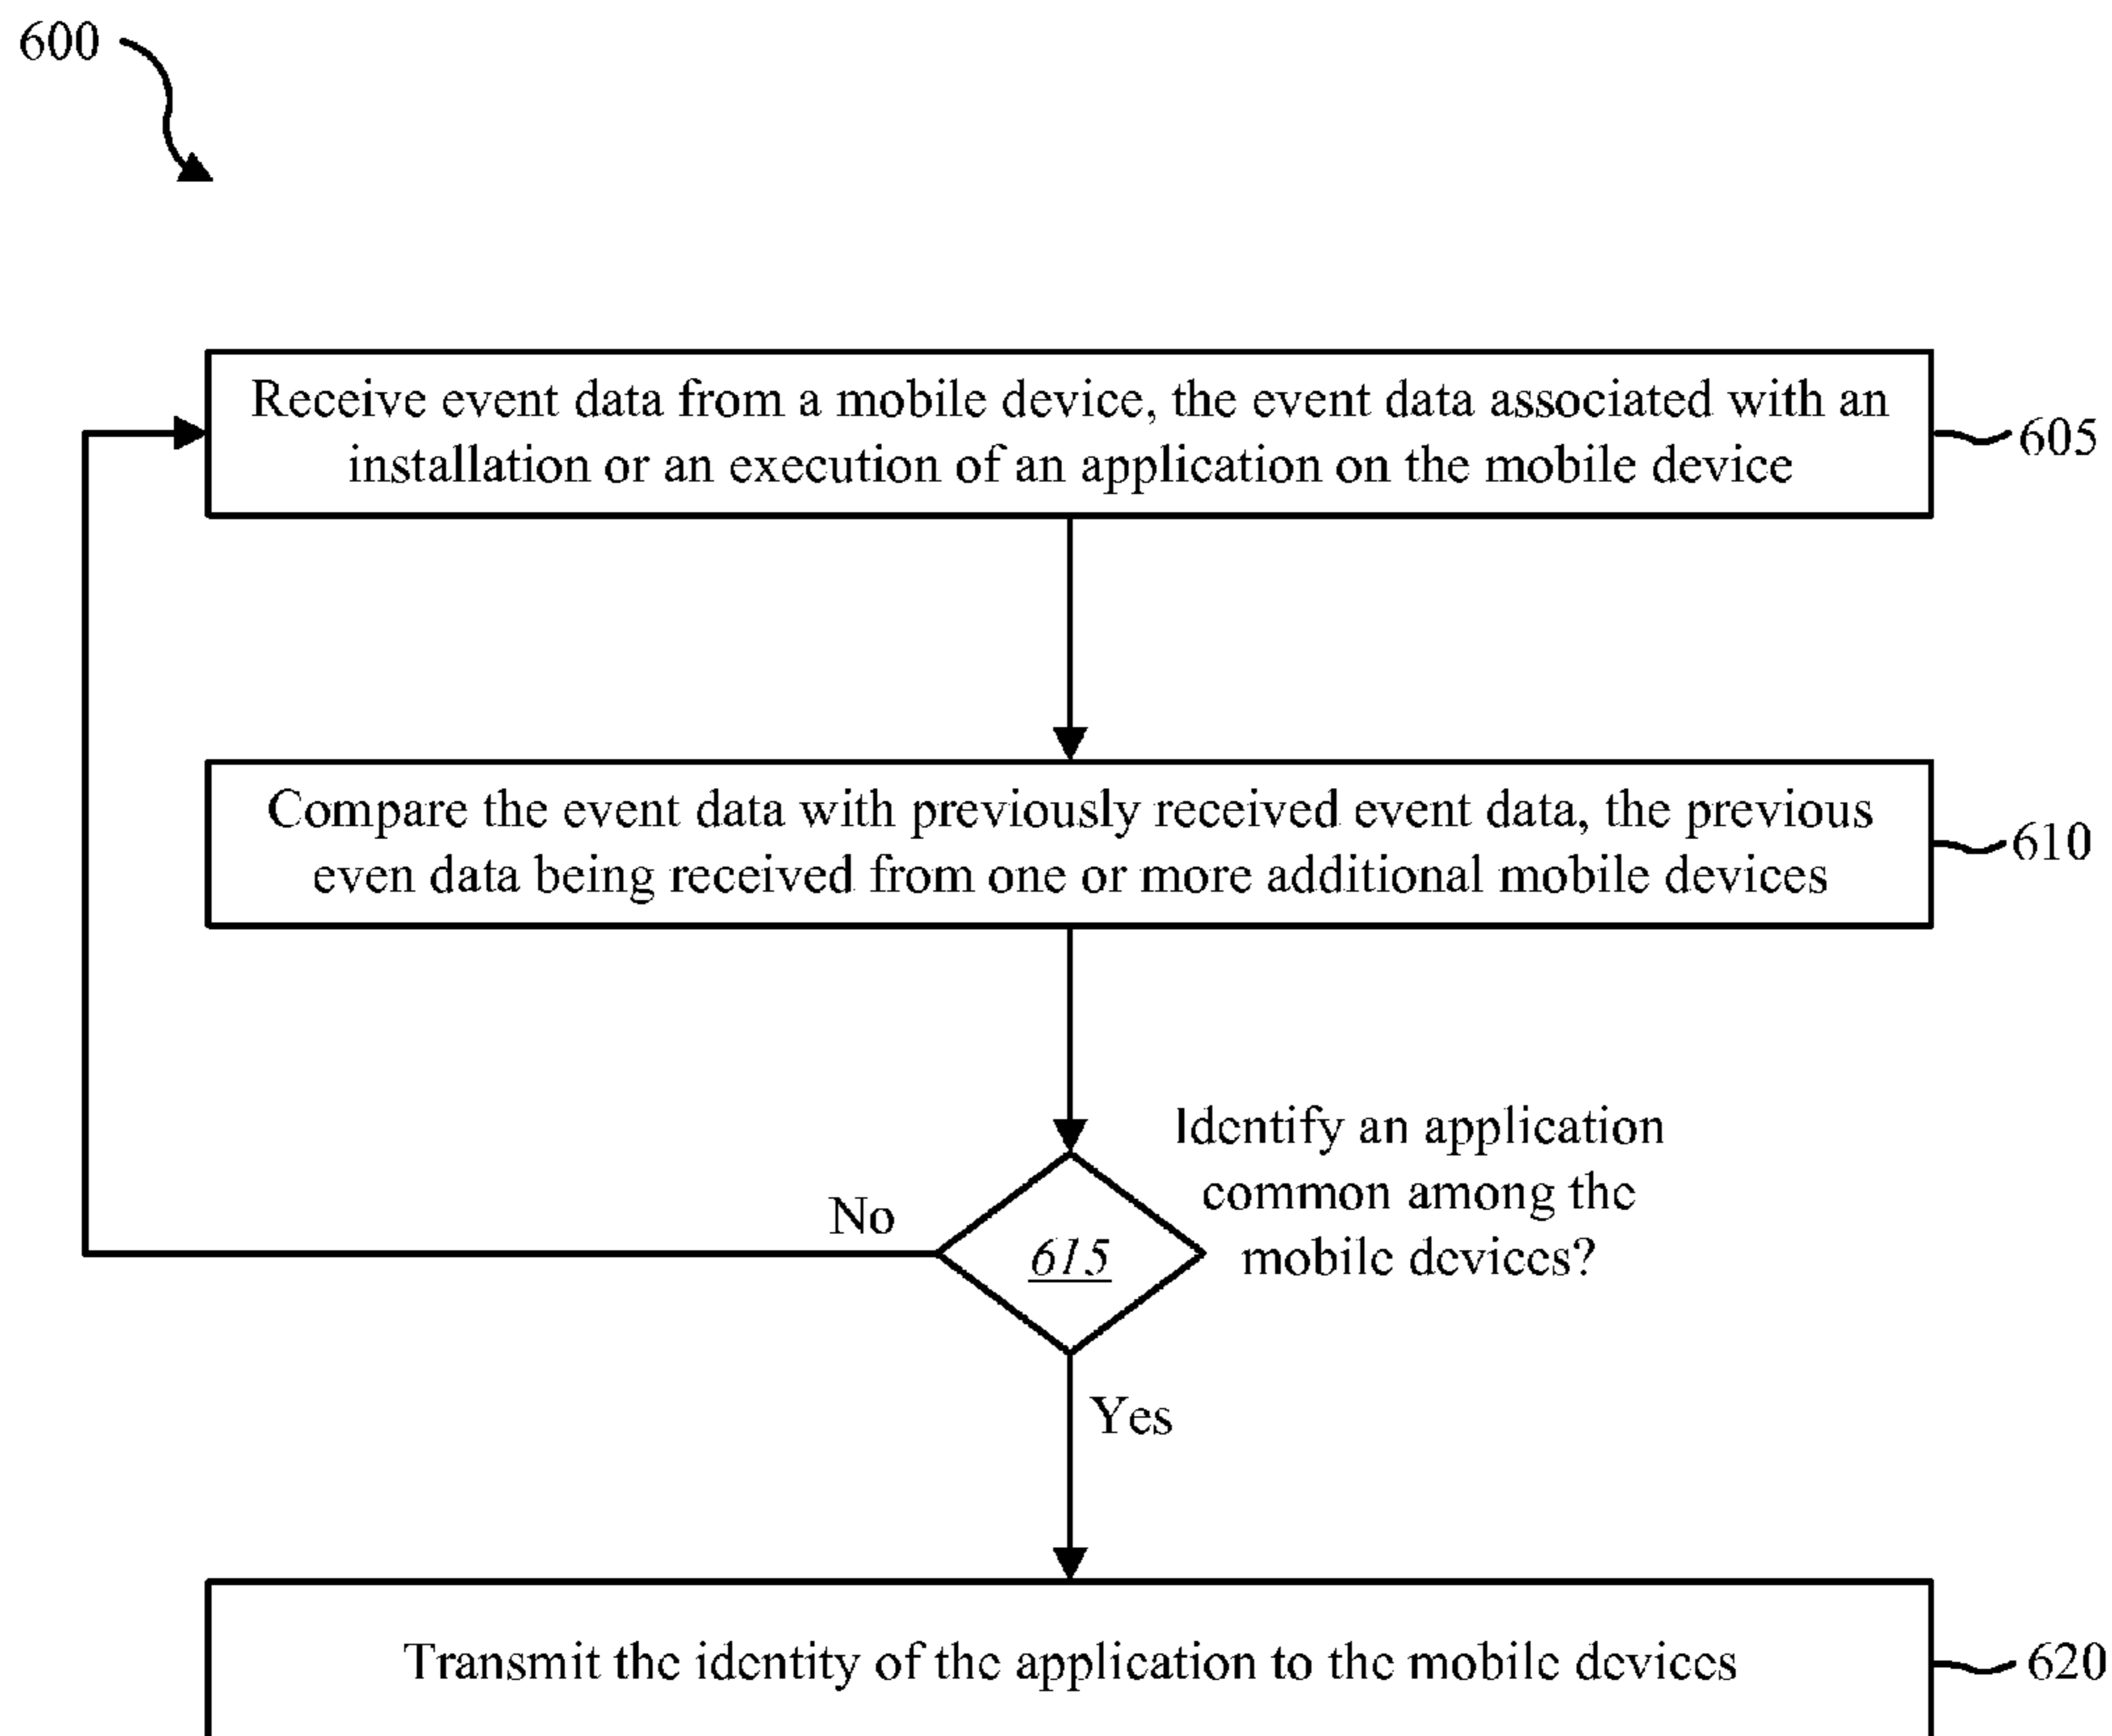 600
Receive event data from a mobile device, the event data associated with an
installation or an execution of an application on the mobile device
605
Compare the event data with previously received event data, the previous
even data being received from one or more additional mobile devices
610
Identify an application
common among the
mobile devices?
No
615
Yes
Transmit the identity of the application to the mobile devices
620